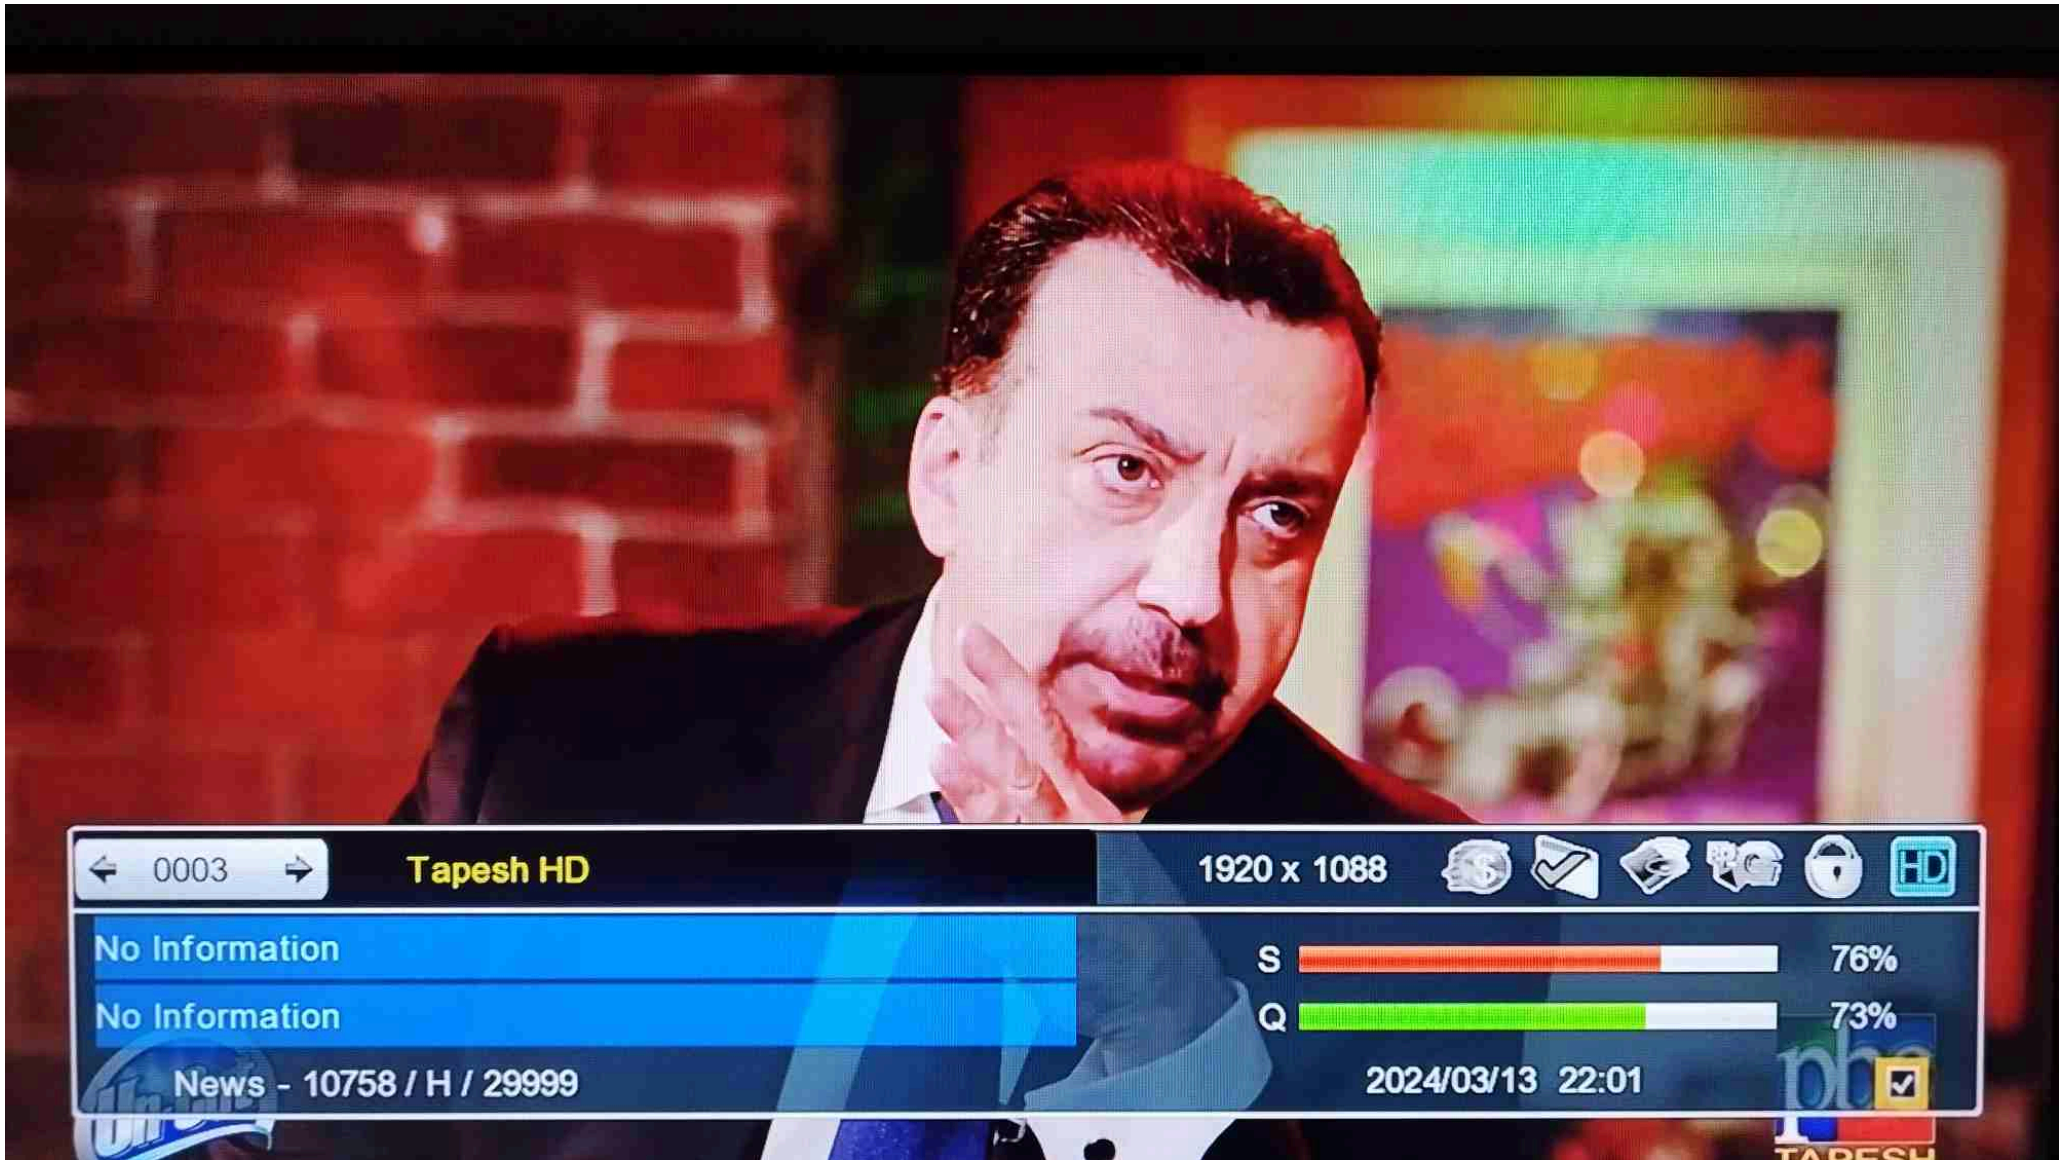 0003 Tapesh HD 1920 x 1088 HD
No Information
S 76%
No Information
Q 73%
News - 10758 / H / 29999 2024/03/13 22:01
TAPESH